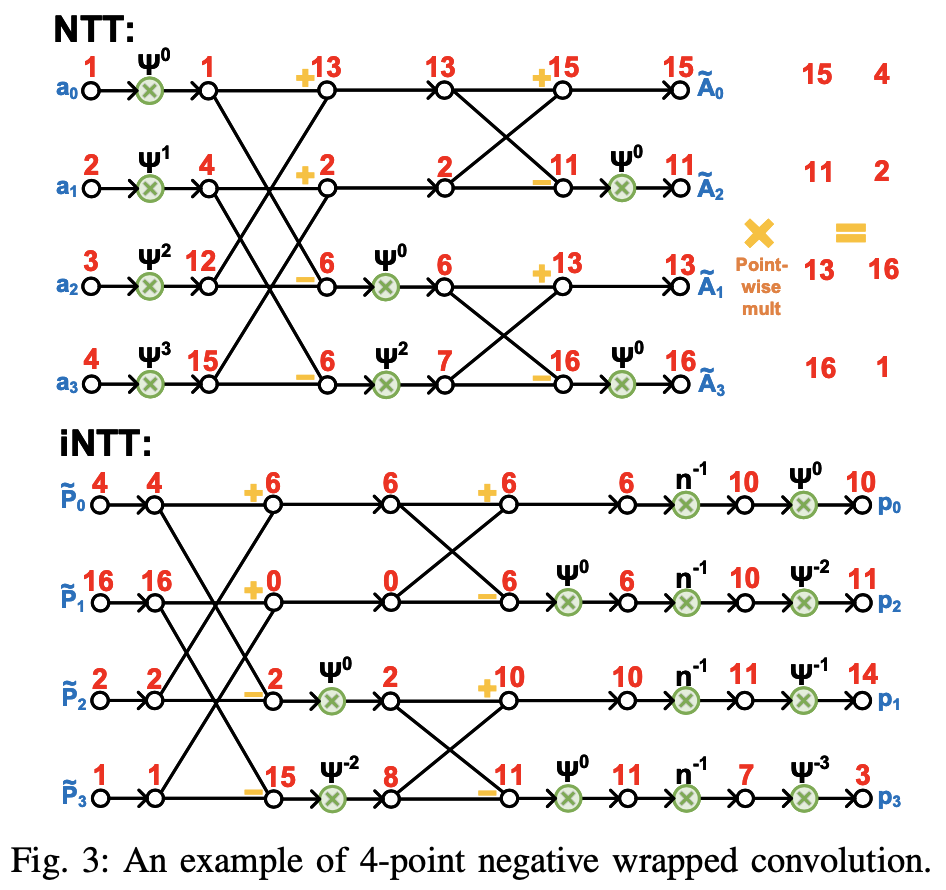 NTT:
1 Ψ⁰ 1 + 13 13 + 15 15 15 4
a₀ Ã₀
2 Ψ¹ 4 + 2 2 − 11 Ψ⁰ 11 11 2
a₁ Ã₂
× =
3 Ψ² 12 − 6 Ψ⁰ 6 + 13 13 Point- 13 16
a₂ Ã₁ wise
mult
4 Ψ³ 15 − 6 Ψ² 7 − 16 Ψ⁰ 16 16 1
a₃ Ã₃
iNTT:
P̃₀ 4 4 + 6 6 + 6 6 n⁻¹ 10 Ψ⁰ 10 p₀
P̃₁ 16 16 + 0 0 − 6 Ψ⁰ 6 n⁻¹ 10 Ψ⁻² 11 p₂
P̃₂ 2 2 − 2 Ψ⁰ 2 + 10 10 n⁻¹ 11 Ψ⁻¹ 14 p₁
P̃₃ 1 1 − 15 Ψ⁻² 8 − 11 Ψ⁰ 11 n⁻¹ 7 Ψ⁻³ 3 p₃
Fig. 3: An example of 4-point negative wrapped convolution.